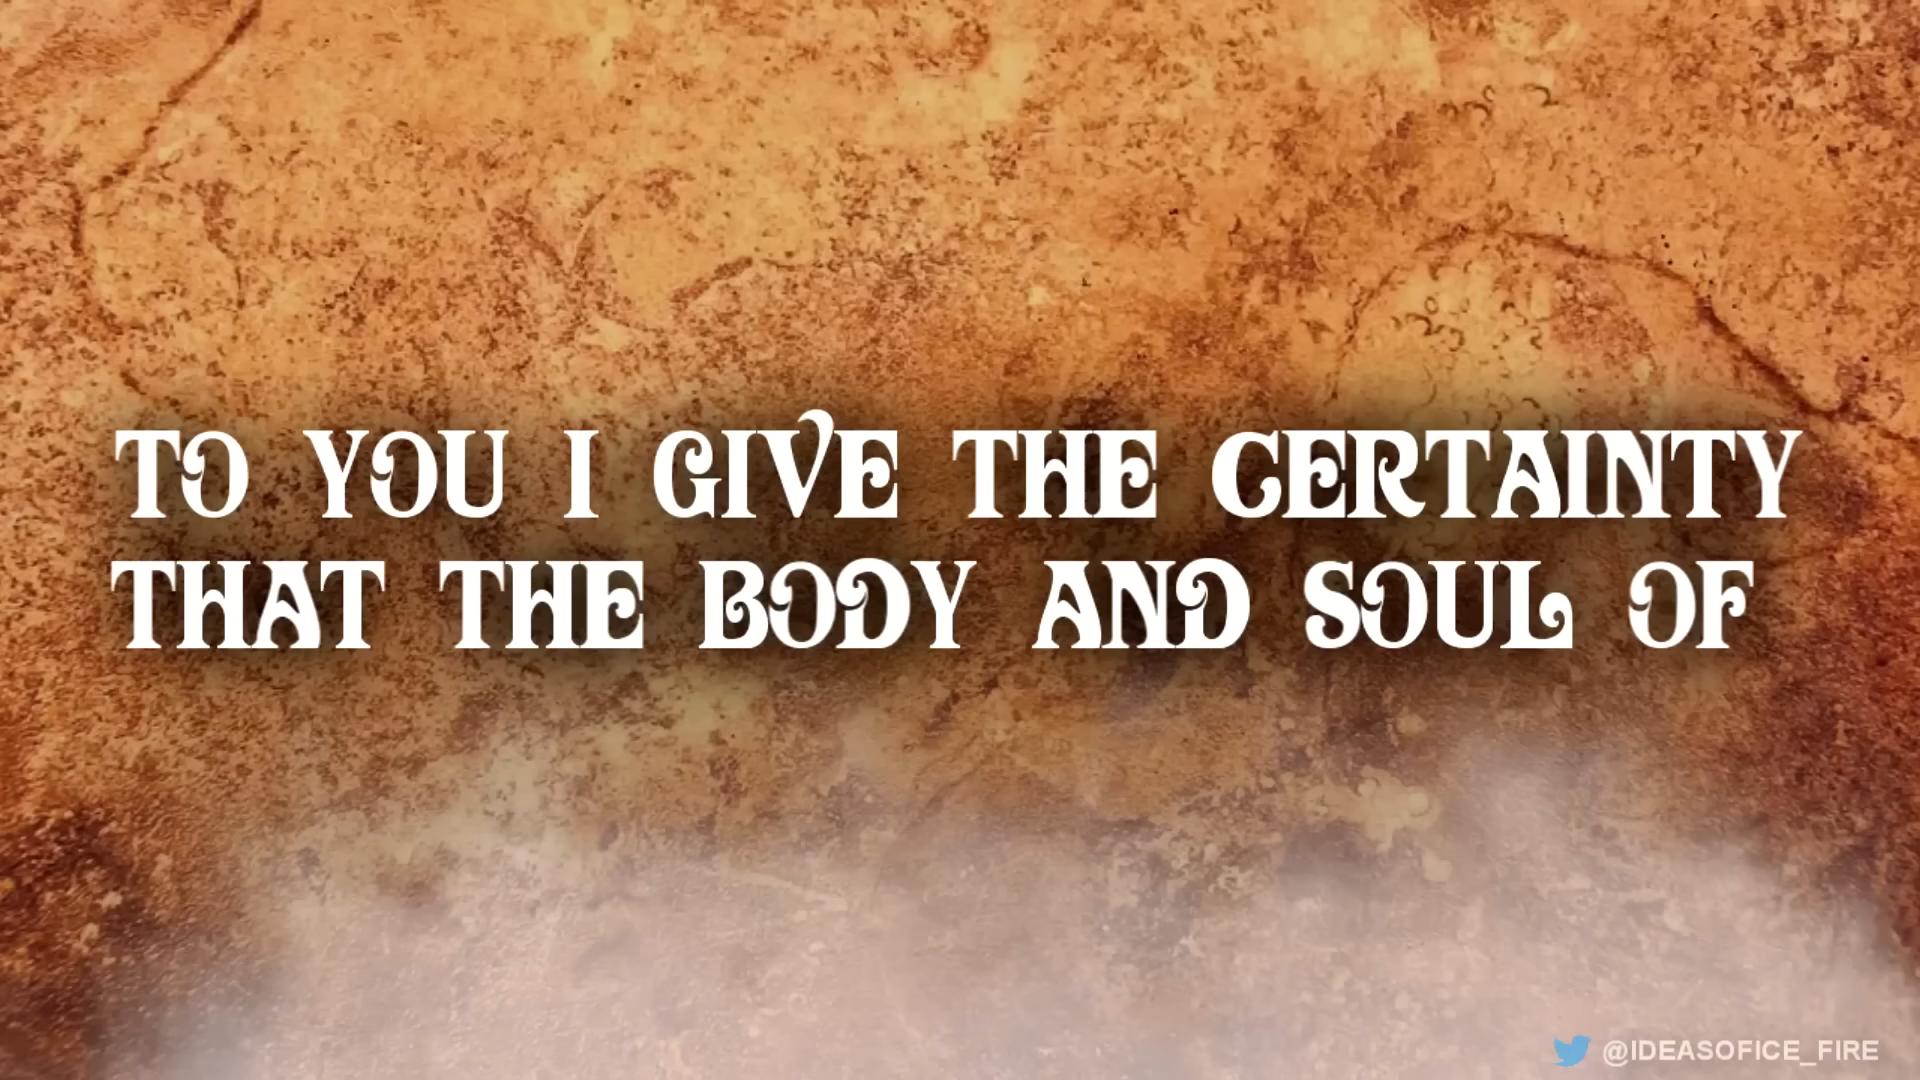 TO YOU I GIVE THE CERTAINTY
THAT THE BODY AND SOUL OF
@IDEASOFICE_FIRE